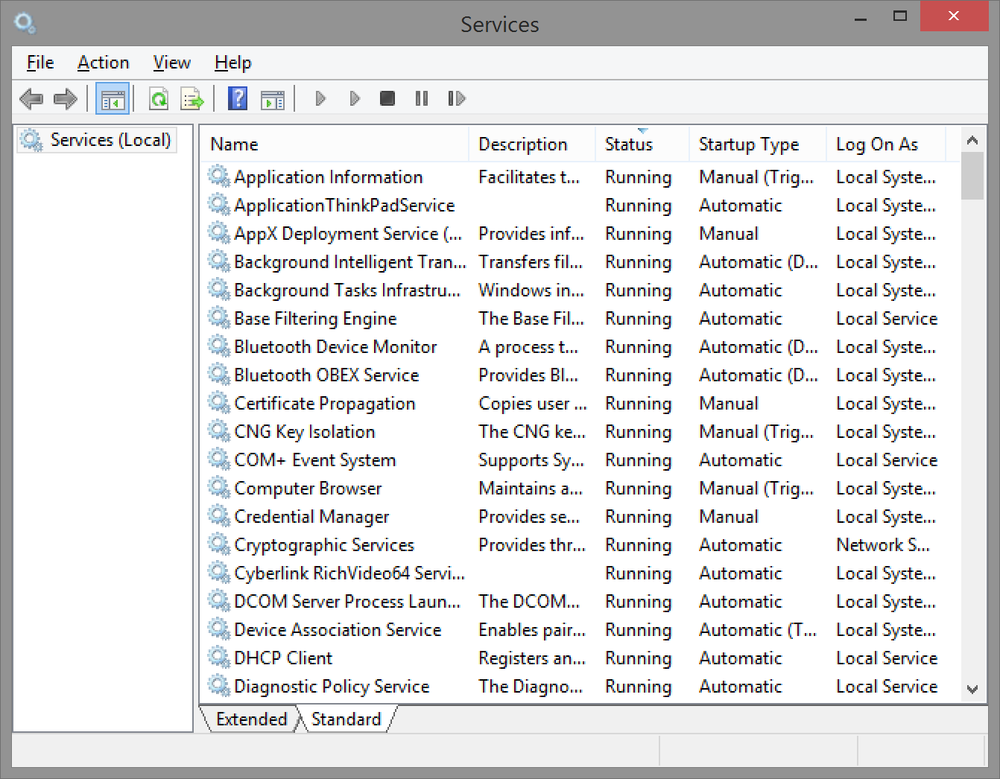 Services
File Action View Help
Services (Local)
Name Description Status Startup Type Log On As
Application Information Facilitates t... Running Manual (Trig... Local Syste...
ApplicationThinkPadService Running Automatic Local Syste...
AppX Deployment Service (... Provides inf... Running Manual Local Syste...
Background Intelligent Tran... Transfers fil... Running Automatic (D... Local Syste...
Background Tasks Infrastru... Windows in... Running Automatic Local Syste...
Base Filtering Engine The Base Fil... Running Automatic Local Service
Bluetooth Device Monitor A process t... Running Automatic (D... Local Syste...
Bluetooth OBEX Service Provides Bl... Running Automatic (D... Local Syste...
Certificate Propagation Copies user ... Running Manual Local Syste...
CNG Key Isolation The CNG ke... Running Manual (Trig... Local Syste...
COM+ Event System Supports Sy... Running Automatic Local Service
Computer Browser Maintains a... Running Manual (Trig... Local Syste...
Credential Manager Provides se... Running Manual Local Syste...
Cryptographic Services Provides thr... Running Automatic Network S...
Cyberlink RichVideo64 Servi... Running Automatic Local Syste...
DCOM Server Process Laun... The DCOM... Running Automatic Local Syste...
Device Association Service Enables pair... Running Automatic (T... Local Syste...
DHCP Client Registers an... Running Automatic Local Service
Diagnostic Policy Service The Diagno... Running Automatic Local Service
Extended Standard